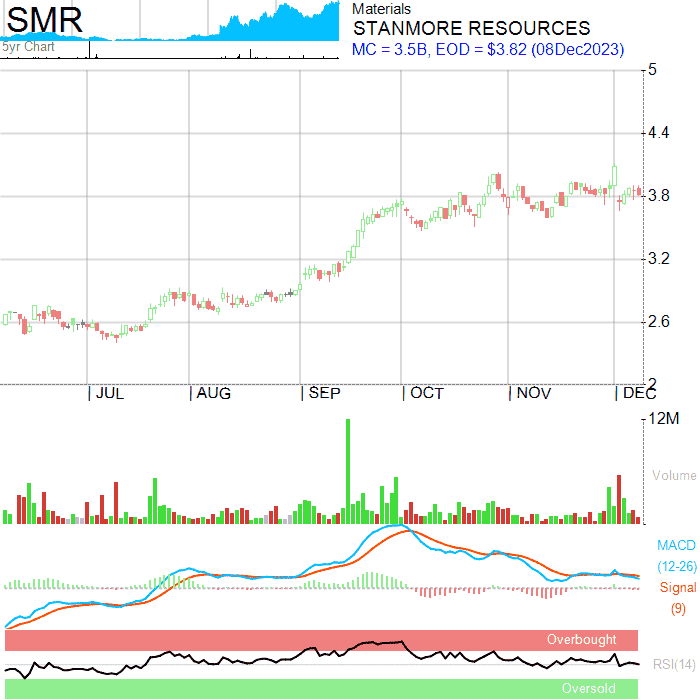 SMR
5yr Chart
Materials
STANMORE RESOURCES
MC = 3.5B, EOD = $3.82 (08Dec2023)
5
4.4
3.8
3.2
2.6
2
JUL AUG SEP OCT NOV DEC
12M
Volume
MACD
(12-26)
Signal
(9)
Overbought
RSI(14)
Oversold